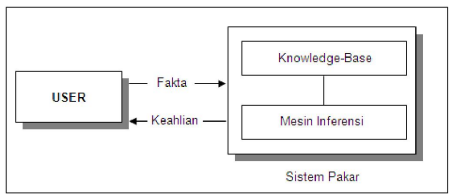 Knowledge-Base
Fakta
USER
Keahlian
Mesin Inferensi
Sistem Pakar